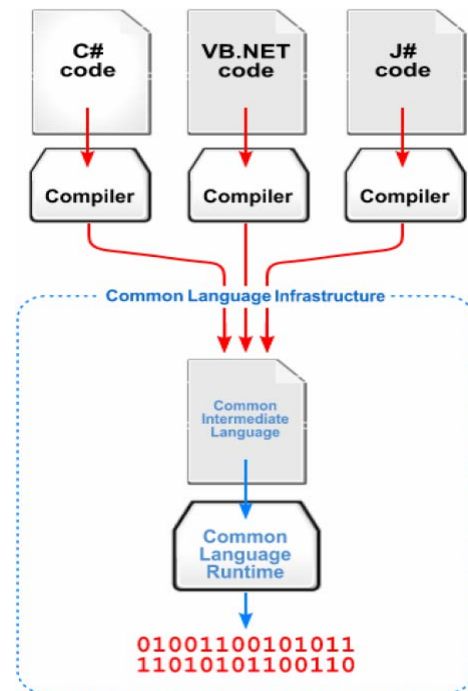 C#
code
VB.NET
code
J#
code
Compiler
Compiler
Compiler
Common Language Infrastructure
Common
Intermediate
Language
Common
Language
Runtime
01001100101011
11010101100110